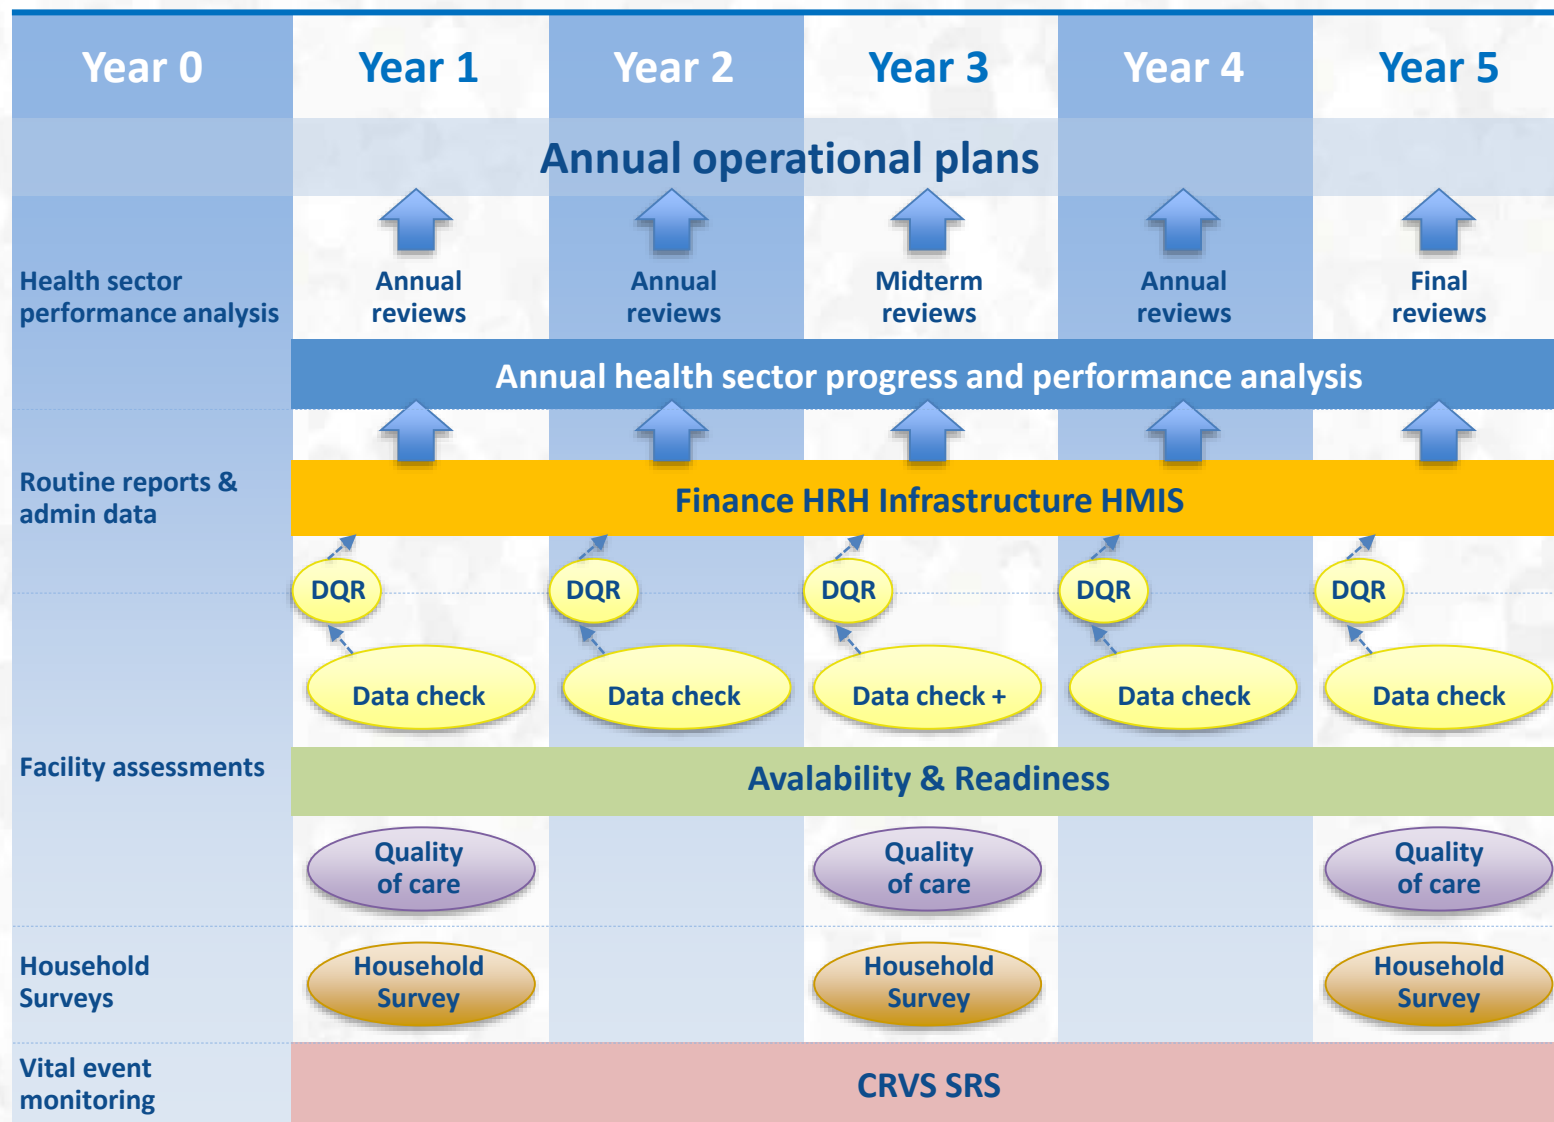 Year 0
Year 1
Year 2
Year 3
Year 4
Year 5
Annual operational plans
Health sector
performance analysis
Annual
reviews
Annual
reviews
Midterm
reviews
Annual
reviews
Final
reviews
Annual health sector progress and performance analysis
Routine reports &
admin data
Finance HRH Infrastructure HMIS
DQR
DQR
DQR
DQR
DQR
Data check
Data check
Data check +
Data check
Data check
Facility assessments
Avalability & Readiness
Quality
of care
Quality
of care
Quality
of care
Household
Surveys
Household
Survey
Household
Survey
Household
Survey
Vital event
monitoring
CRVS SRS